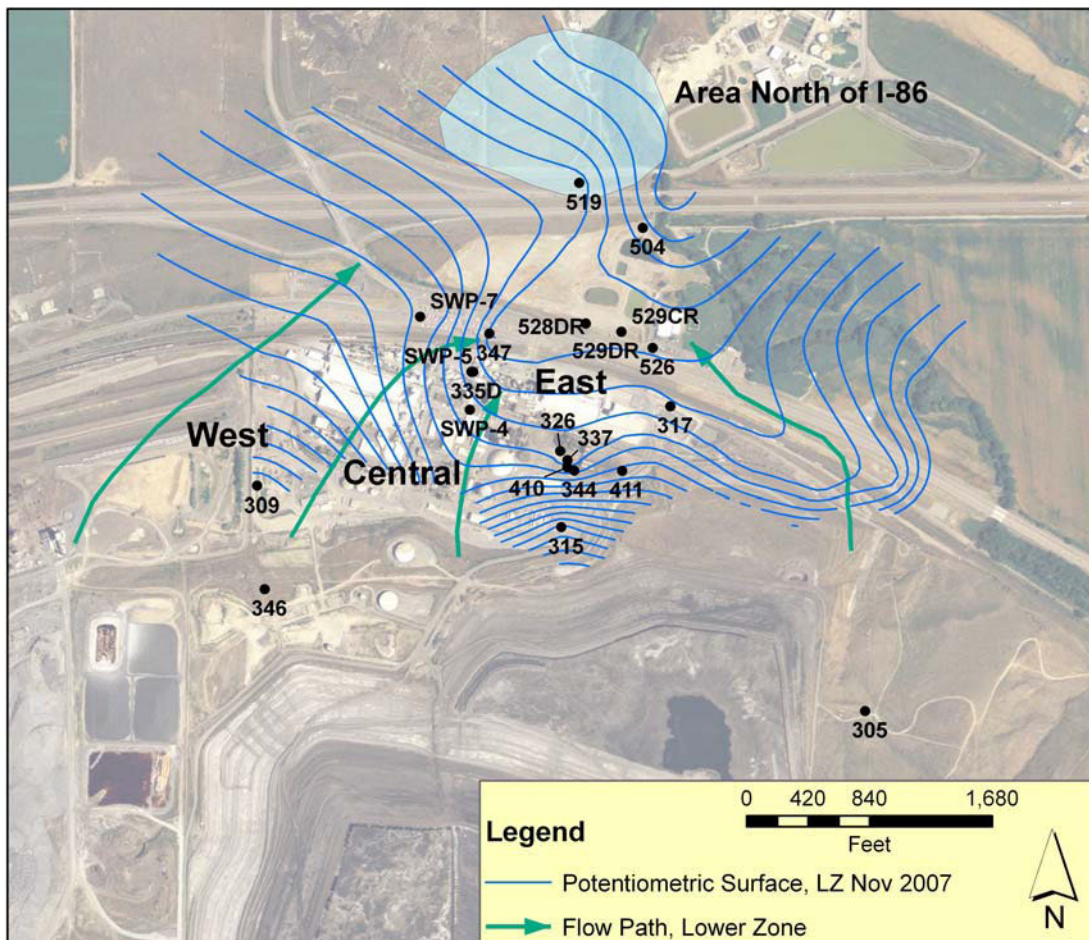 Area North of I-86
519
504
SWP-7
528DR
529CR
347
529DR
526
SWP-5
335D
East
317
SWP-4
326
337
West
Central
410
344
411
309
315
346
305
Legend
0 420 840 1,680
Feet
Potentiometric Surface, LZ Nov 2007
Flow Path, Lower Zone
N